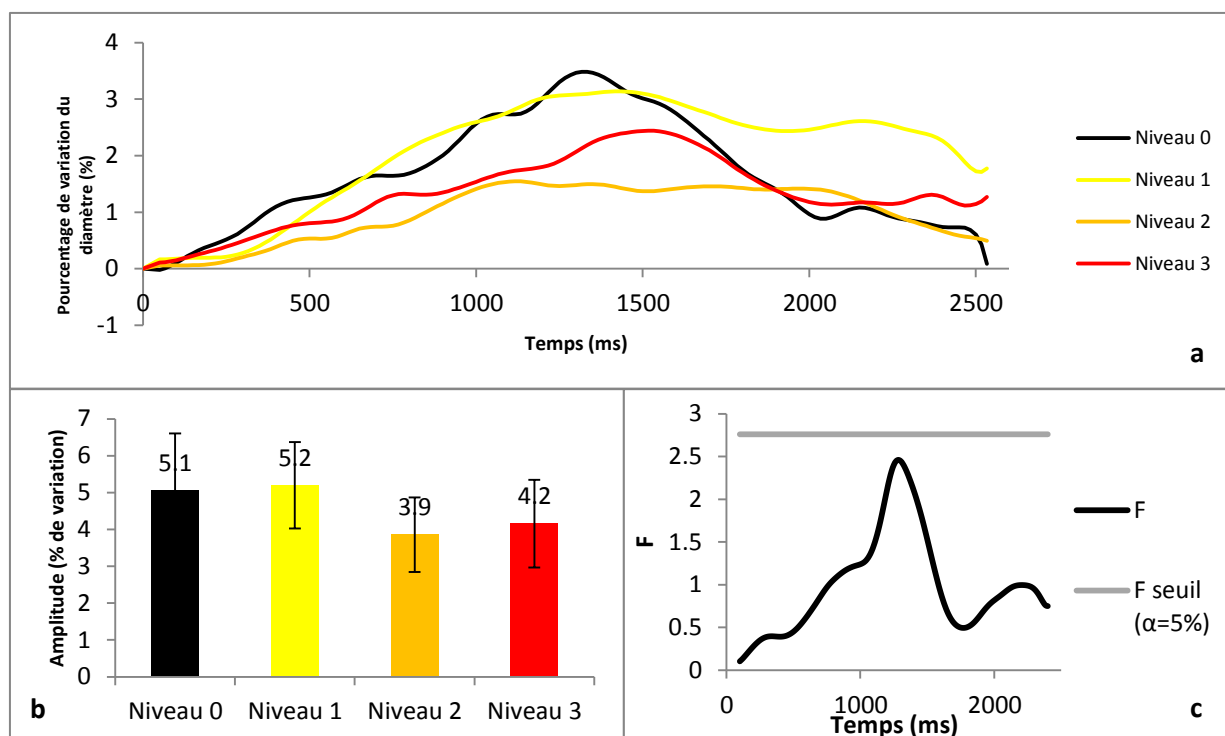 Pourcentage de variation du
diamètre (%)
4
3
2
1
0
-1
0
500
1000
1500
2000
2500
Temps (ms)
Niveau 0
Niveau 1
Niveau 2
Niveau 3
a
Amplitude (% de variation)
7
6
5
4
3
2
1
0
5.1
5.2
3.9
4.2
Niveau 0
Niveau 1
Niveau 2
Niveau 3
b
F
3
2.5
2
1.5
1
0.5
0
0
1000
2000
Temps (ms)
F
F seuil
(α=5%)
c